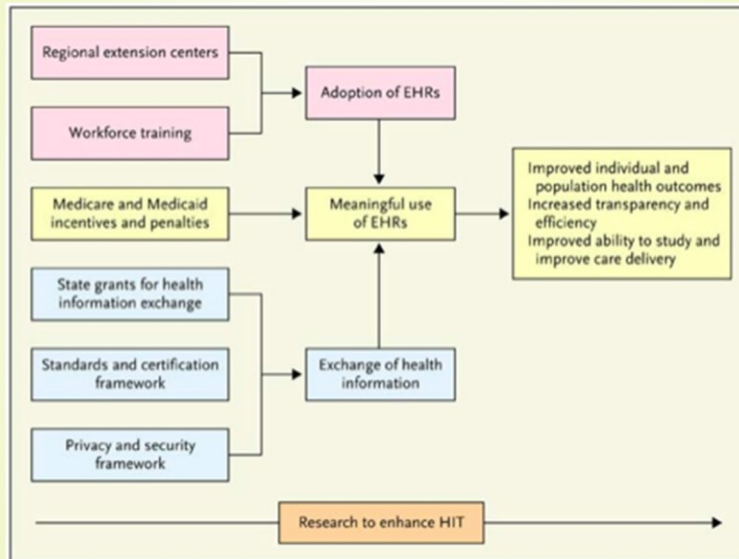 Regional extension centers
Adoption of EHRs
Workforce training
Medicare and Medicaid
incentives and penalties
Meaningful use
of EHRs
Improved individual and
population health outcomes
Increased transparency and
efficiency
Improved ability to study and
improve care delivery
State grants for health
information exchange
Standards and certification
framework
Exchange of health
information
Privacy and security
framework
Research to enhance HIT